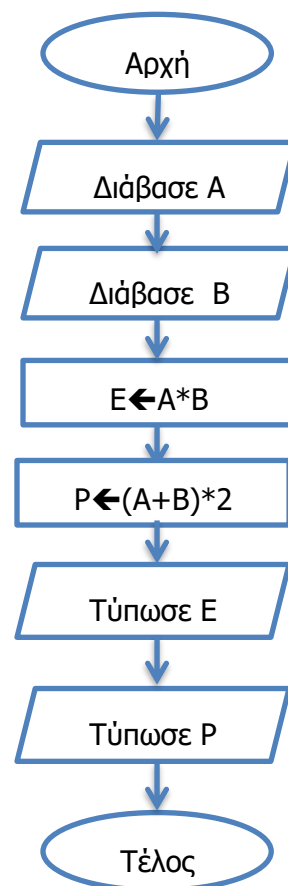 Αρχή
Διάβασε Α
Διάβασε Β
Ε🡸Α*Β
Ρ🡸(Α+Β)*2
Τύπωσε Ε
Τύπωσε Ρ
Τέλος